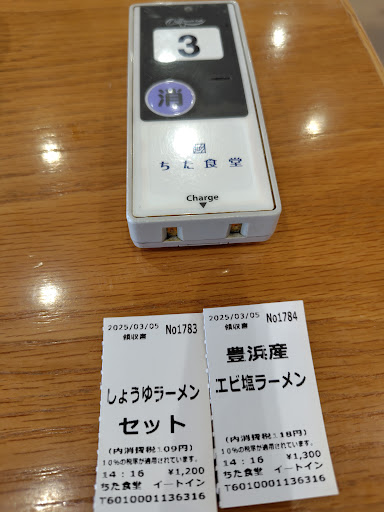 3
消
ちた食堂
Charge
2025/03/05 No1783
領収書
しょうゆラーメン
セット
(内消費税109円)
10%の税率が適用されています。
14:16 ¥1,200
ちた食堂 イートイン
T6010001136316
2025/03/05 No1784
領収書
豊浜産
エビ塩ラーメン
(内消費税118円)
10%の税率が適用されています。
14:16 ¥1,300
ちた食堂 イートイン
T6010001136316